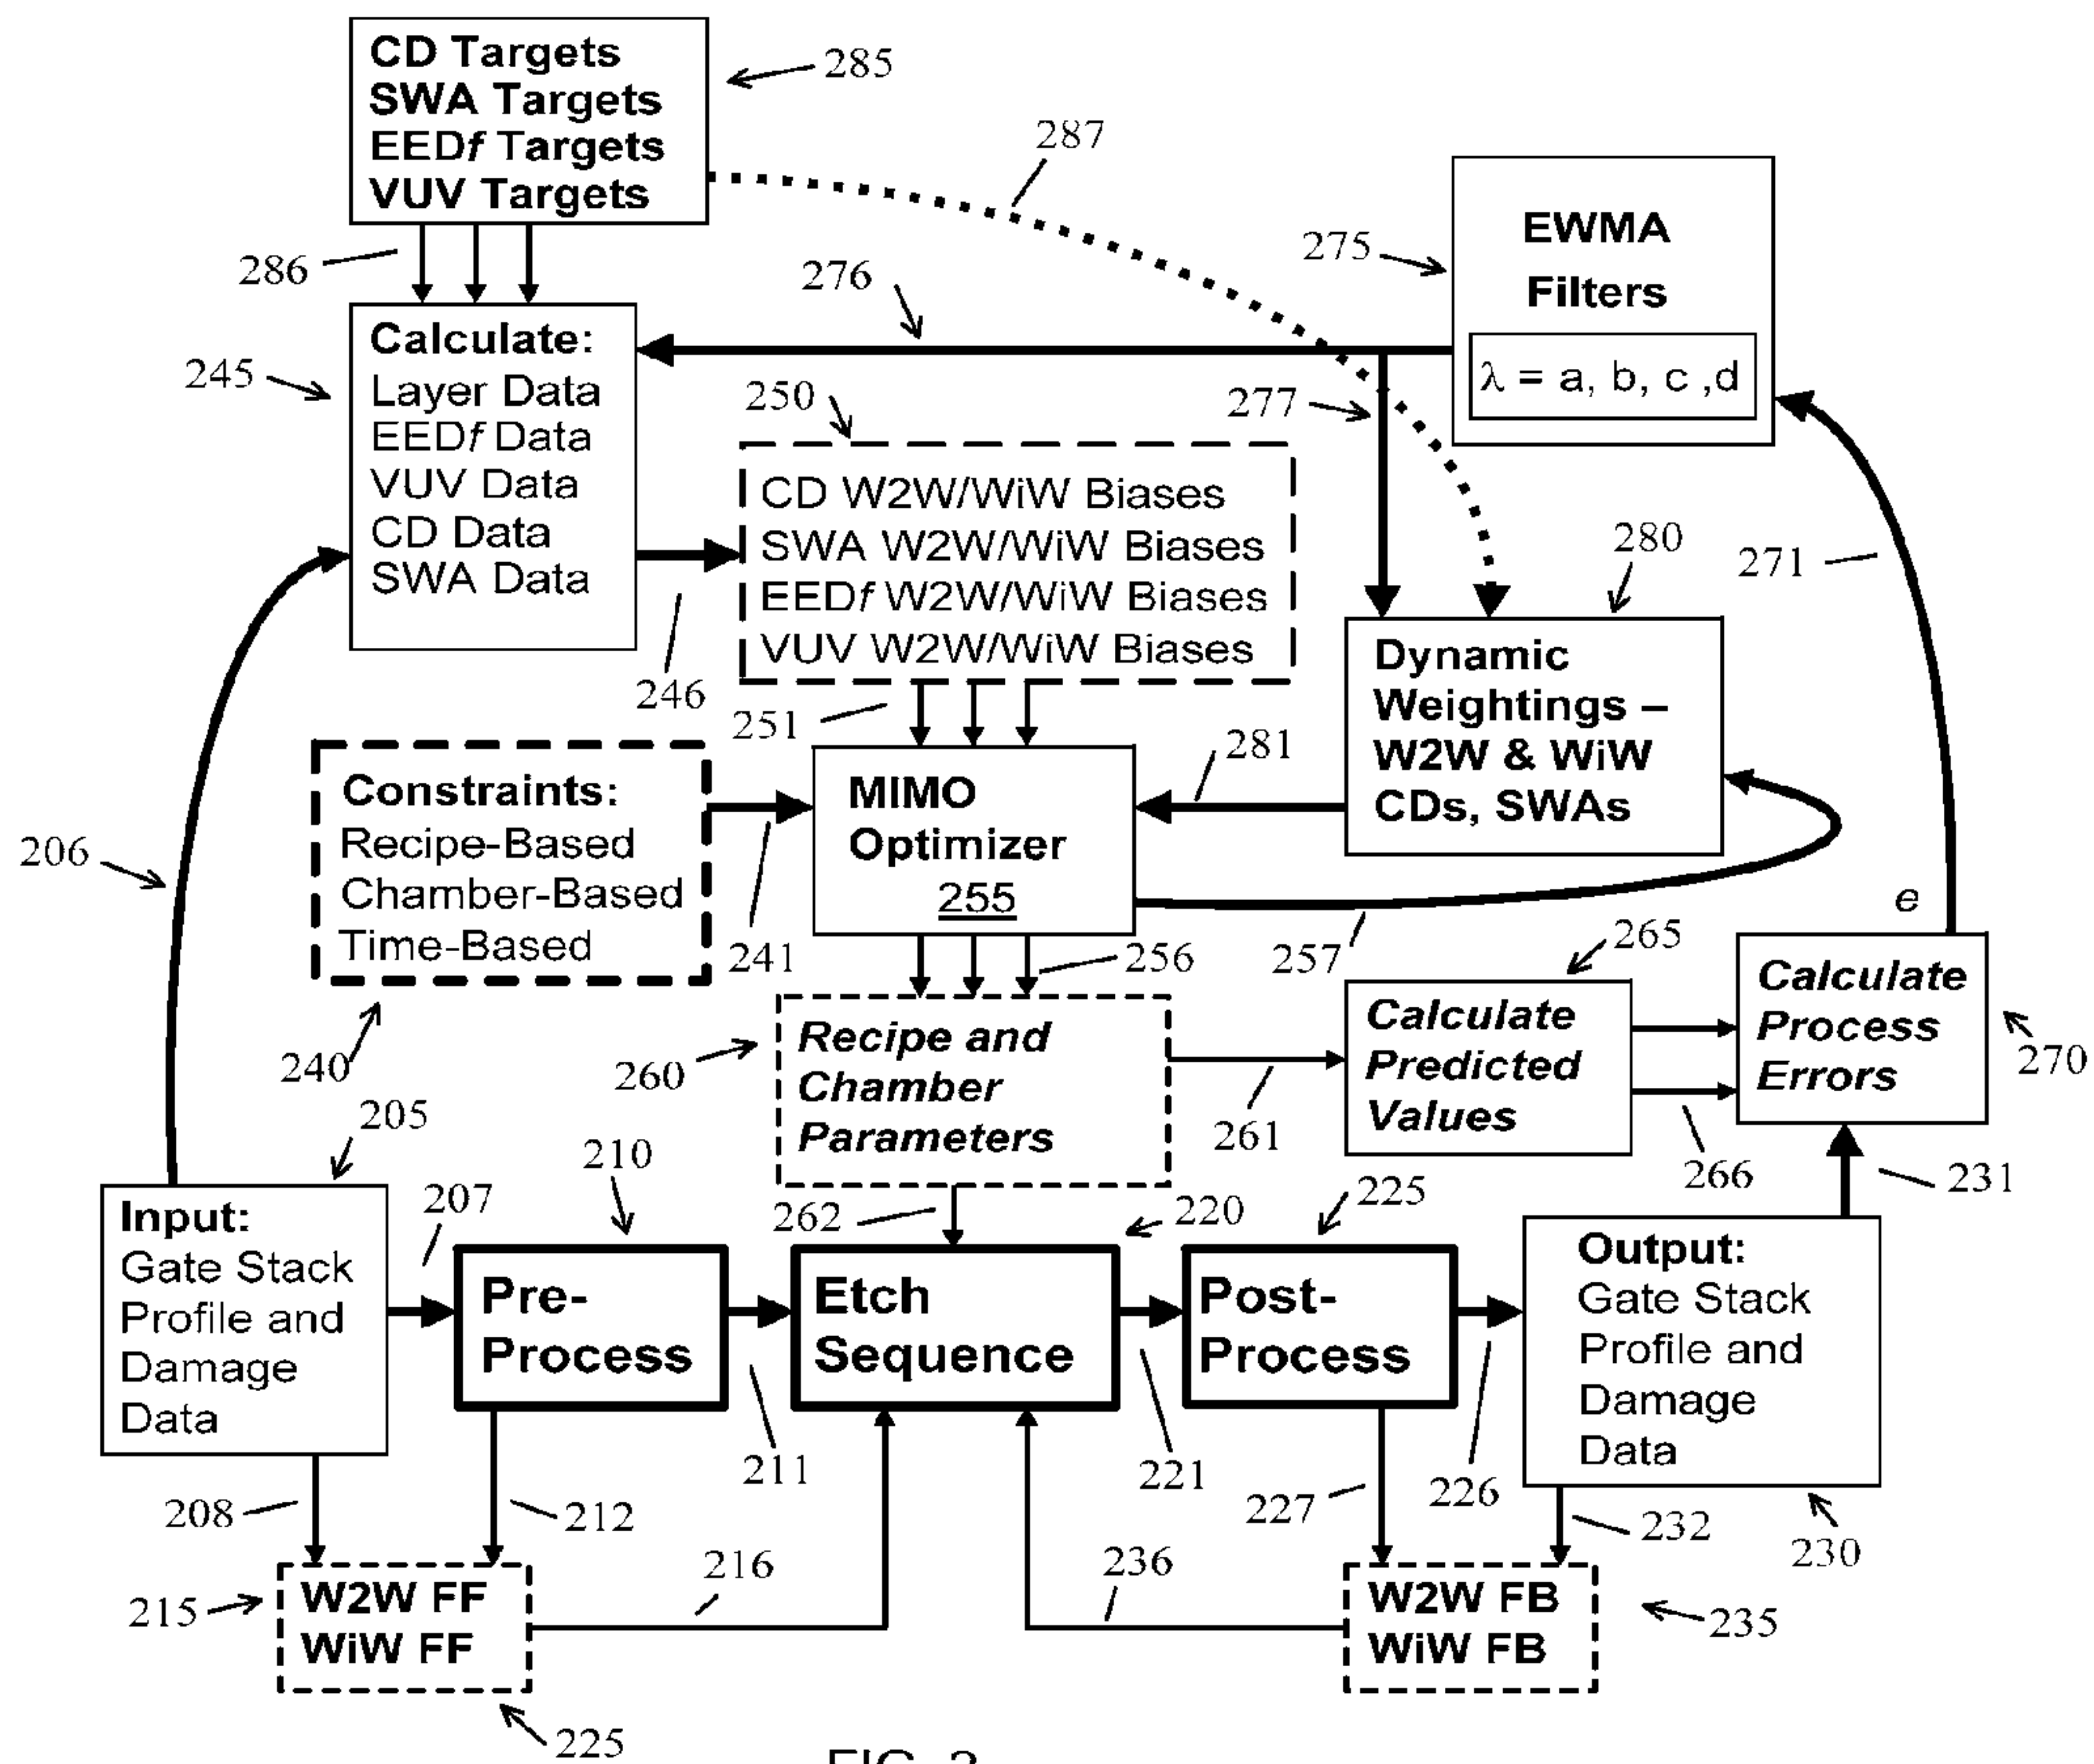 CD Targets
SWA Targets
EEDf Targets
VUV Targets
285
287
286
276
275
EWMA
Filters
λ = a, b, c ,d
245
Calculate:
Layer Data
EEDf Data
VUV Data
CD Data
SWA Data
250
277
CD W2W/WiW Biases
SWA W2W/WiW Biases
EEDf W2W/WiW Biases
VUV W2W/WiW Biases
280
271
246
251
Dynamic
Weightings –
W2W & WiW
CDs, SWAs
281
206
Constraints:
Recipe-Based
Chamber-Based
Time-Based
241
MIMO
Optimizer
255
256
257
265
e
240
260
Recipe and
Chamber
Parameters
261
Calculate
Predicted
Values
266
Calculate
Process
Errors
270
205
207
210
262
220
225
231
Input:
Gate Stack
Profile and
Damage
Data
Pre-
Process
Etch
Sequence
Post-
Process
Output:
Gate Stack
Profile and
Damage
Data
208
212
211
221
227
226
232
230
215
W2W FF
WiW FF
216
236
W2W FB
WiW FB
235
225